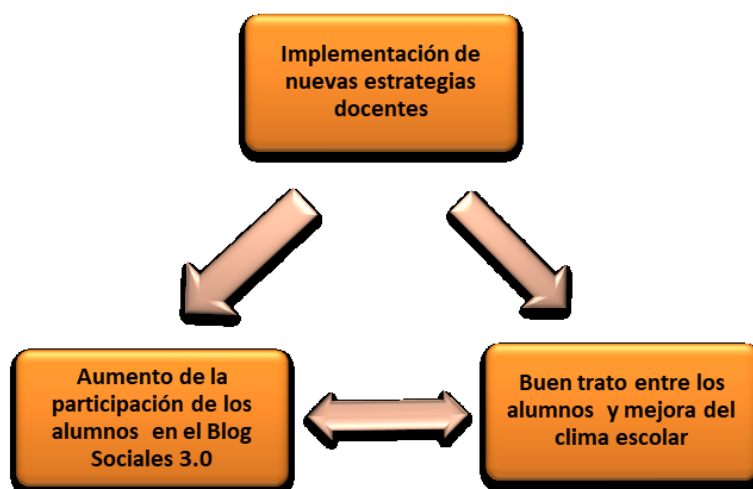 Implementación de
nuevas estrategias
docentes
Aumento de la
participación de los
alumnos en el Blog
Sociales 3.0
Buen trato entre los
alumnos y mejora del
clima escolar